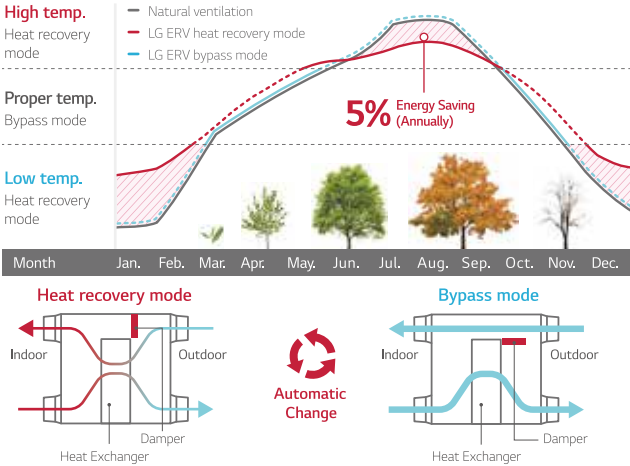 High temp.
Heat recovery
mode
Natural ventilation
LG ERV heat recovery mode
LG ERV bypass mode
Proper temp.
Bypass mode
5% Energy Saving
(Annually)
Low temp.
Heat recovery
mode
Month Jan. Feb. Mar. Apr. May. Jun. Jul. Aug. Sep. Oct. Nov. Dec.
Heat recovery mode
Indoor
Outdoor
Damper
Heat Exchanger
Automatic
Change
Bypass mode
Indoor
Outdoor
Damper
Heat Exchanger